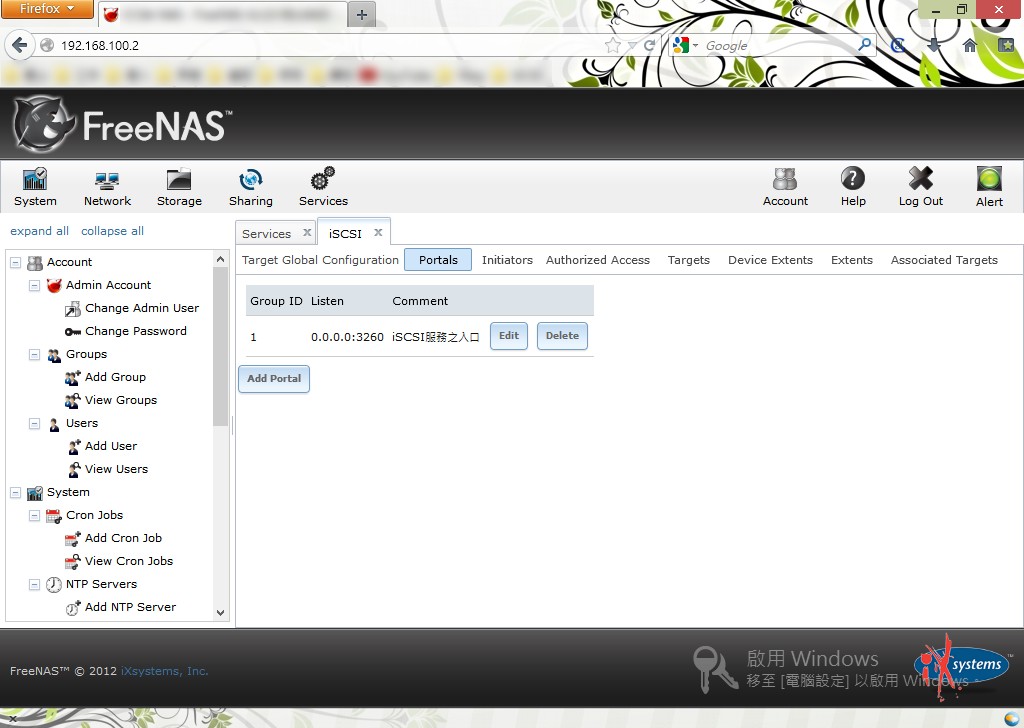 Firefox
192.168.100.2
Google
FreeNAS™
System Network Storage Sharing Services Account Help Log Out Alert
expand all collapse all
Services iSCSI
Target Global Configuration Portals Initiators Authorized Access Targets Device Extents Extents Associated Targets
Account
Admin Account
Change Admin User
Change Password
Groups
Add Group
View Groups
Users
Add User
View Users
System
Cron Jobs
Add Cron Job
View Cron Jobs
NTP Servers
Add NTP Server
Group ID Listen Comment
1 0.0.0.0:3260 iSCSI服務之入口 Edit Delete
Add Portal
FreeNAS™ © 2012 iXsystems, Inc.
啟用 Windows
移至 [電腦設定] 以啟用 Windows。
iXsystems™